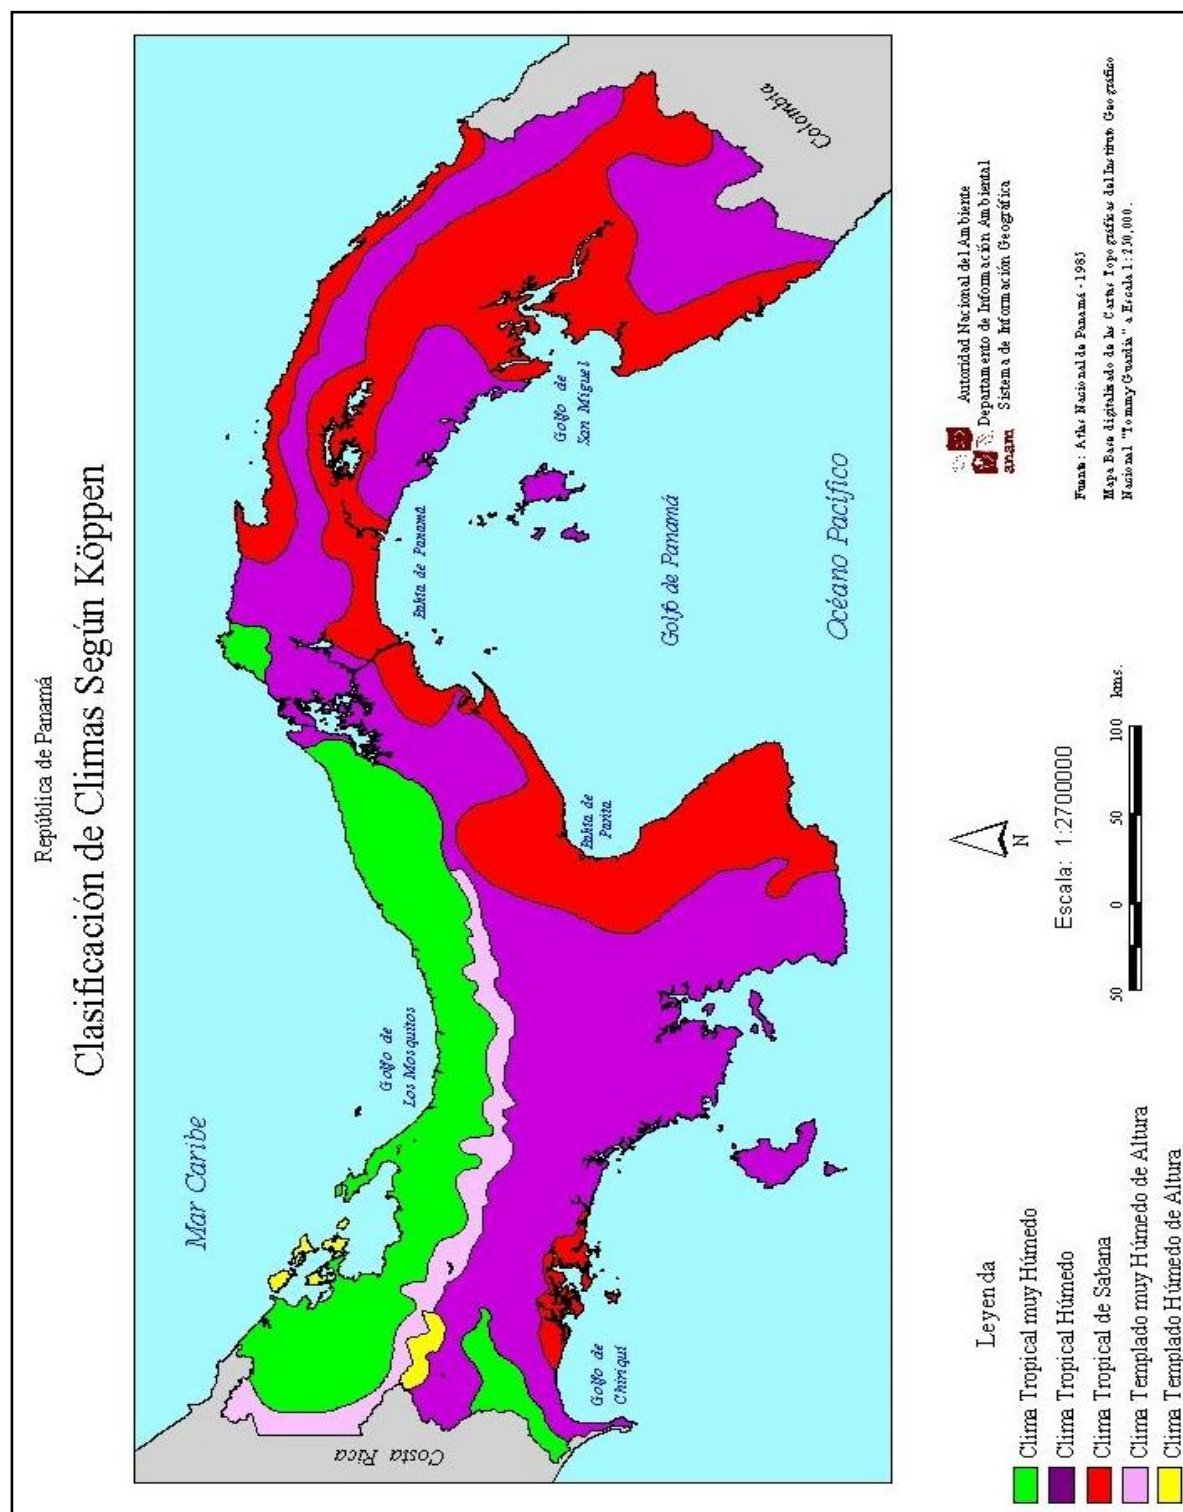 República de Panamá
Clasificación de Climas Según Köppen
Mar Caribe
Golfo de
Los Mosquitos
Costa Rica
Colombia
Bahía de Panamá
Golfo de
San Miguel
Golfo de Panamá
Océano Pacífico
Bahía de
Parita
Golfo de
Chiriquí
Leyenda
Clima Tropical muy Húmedo
Clima Tropical Húmedo
Clima Tropical de Sabana
Clima Templado muy Húmedo de Altura
Clima Templado Húmedo de Altura
N
Escala: 1:2700000
50 0 50 100 kms.
anam
Autoridad Nacional del Ambiente
Departamento de Información Ambiental
Sistema de Información Geográfica
Fuente: Atlas Nacional de Panamá - 1985
Mapa Base digitalizado de las Cartas Topográficas del Instituto Geográfico
Nacional "Tommy Guardia" a Escala 1:250,000.